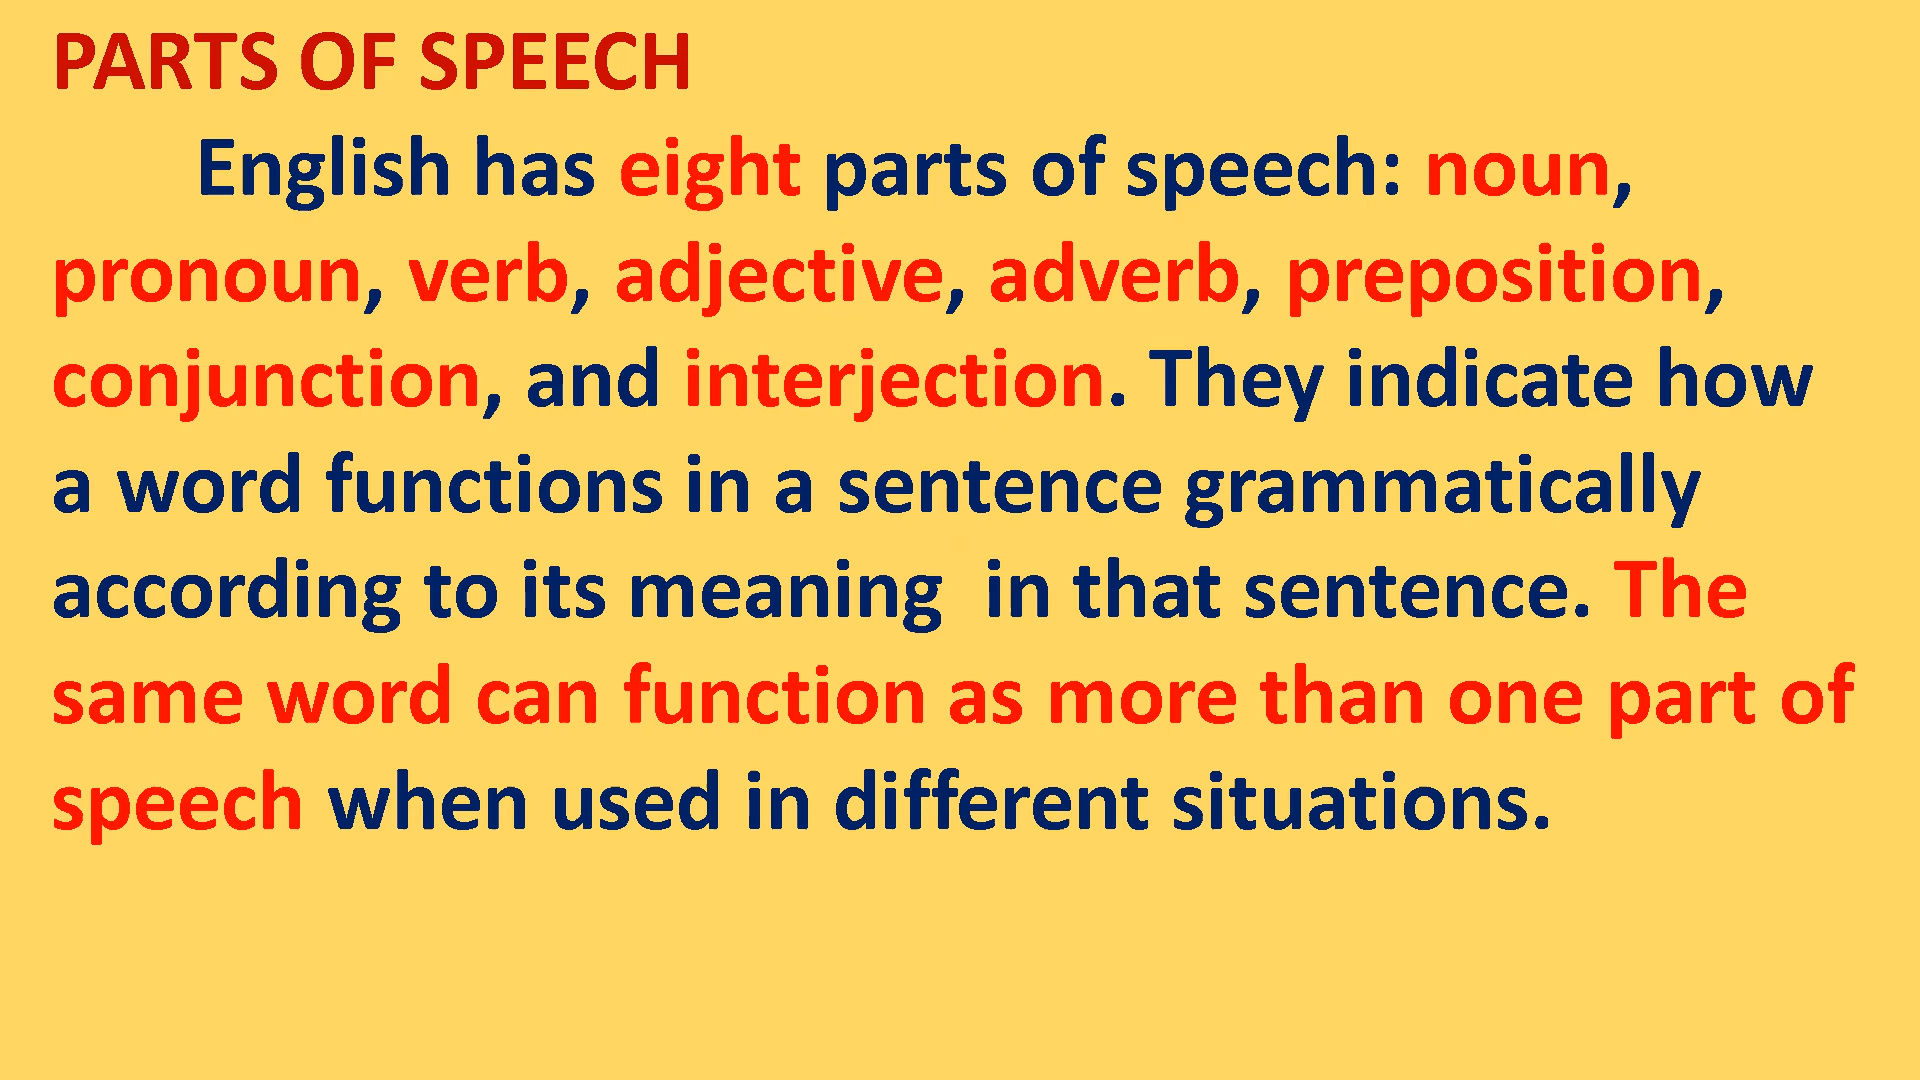 PARTS OF SPEECH
English has eight parts of speech: noun,
pronoun, verb, adjective, adverb, preposition,
conjunction, and interjection. They indicate how
a word functions in a sentence grammatically
according to its meaning  in that sentence. The
same word can function as more than one part of
speech when used in different situations.